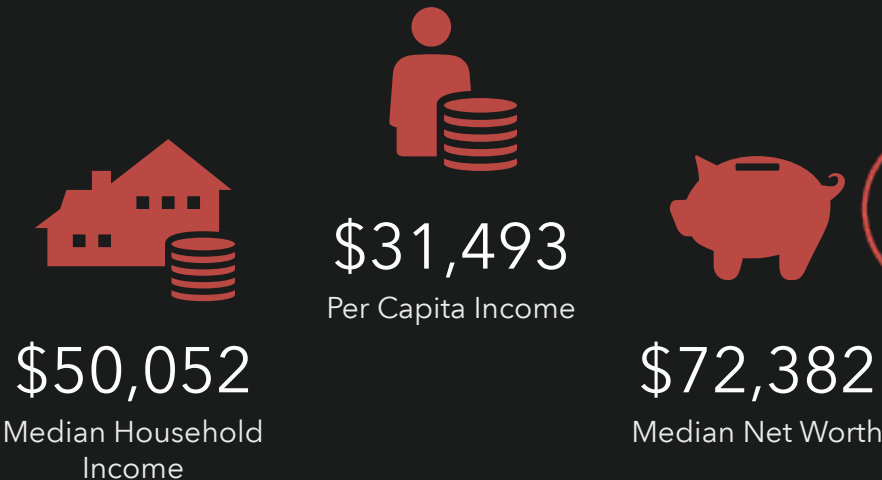 $50,052
Median Household
Income
$31,493
Per Capita Income
$72,382
Median Net Worth